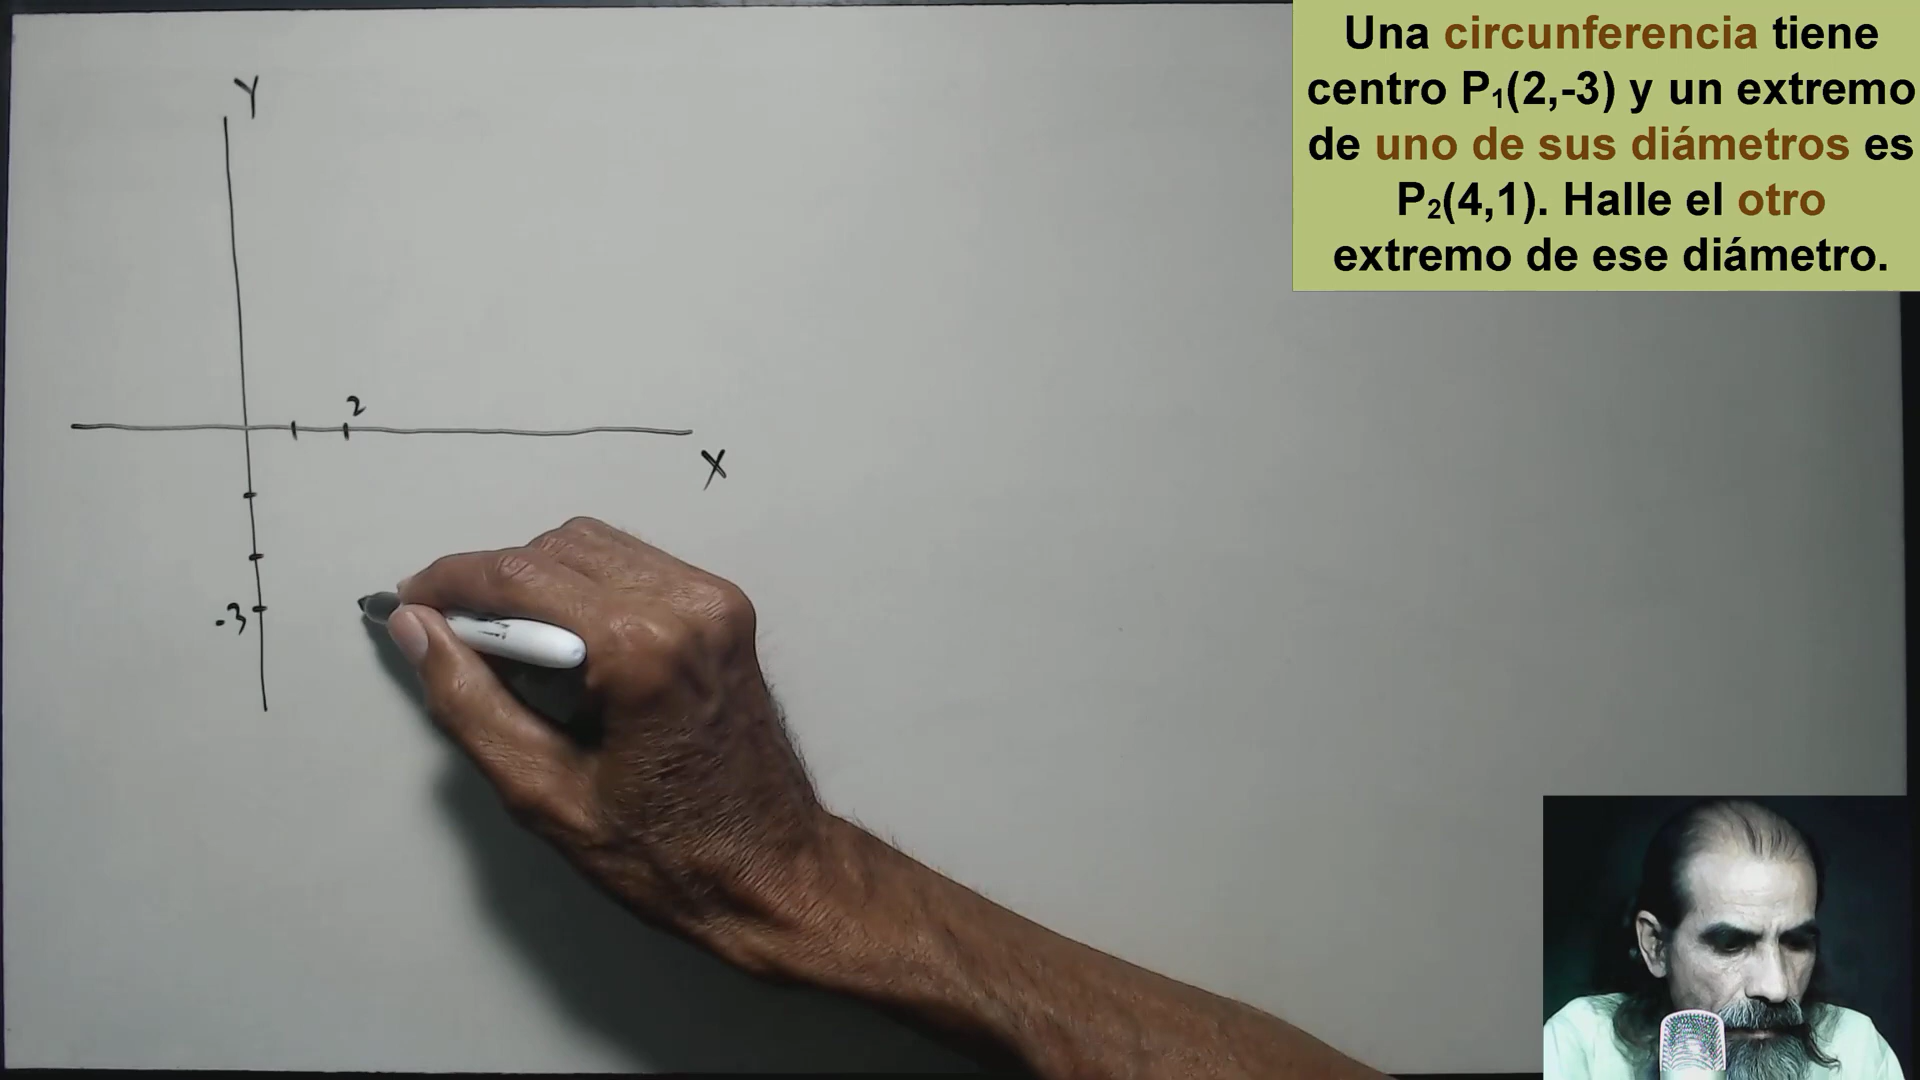 Una circunferencia tiene
centro P₁(2,-3) y un extremo
de uno de sus diámetros es
P₂(4,1). Halle el otro
extremo de ese diámetro.
Y
2
X
-3